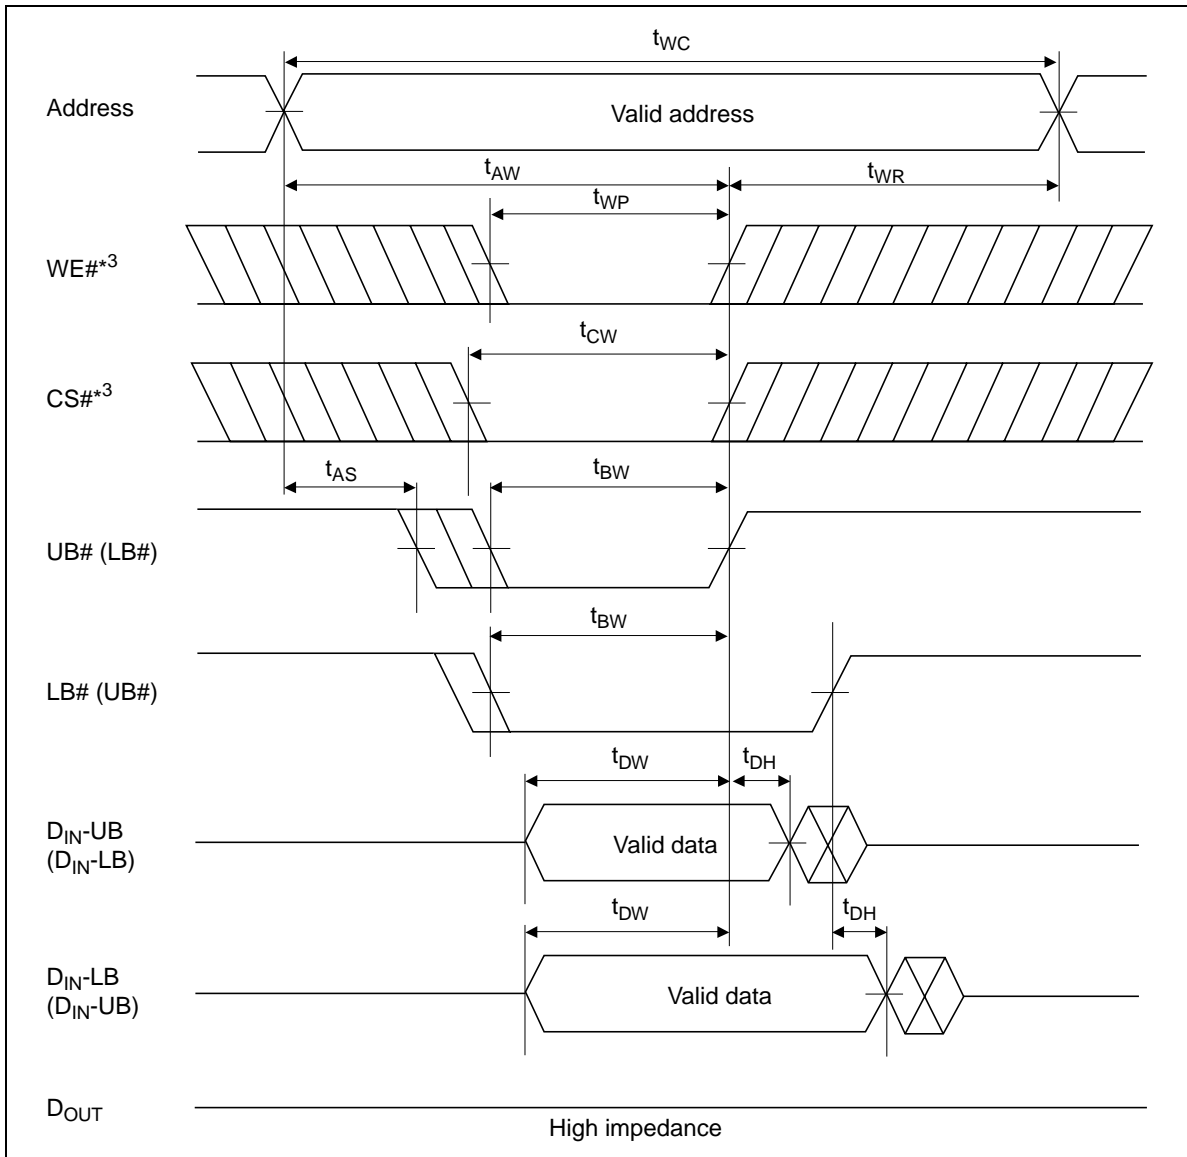 tWC
Address
Valid address
tAW
tWR
tWP
WE#*3
tCW
CS#*3
tAS
tBW
UB# (LB#)
tBW
LB# (UB#)
tDW
tDH
DIN-UB
(DIN-LB)
Valid data
tDW
tDH
DIN-LB
(DIN-UB)
Valid data
DOUT
High impedance